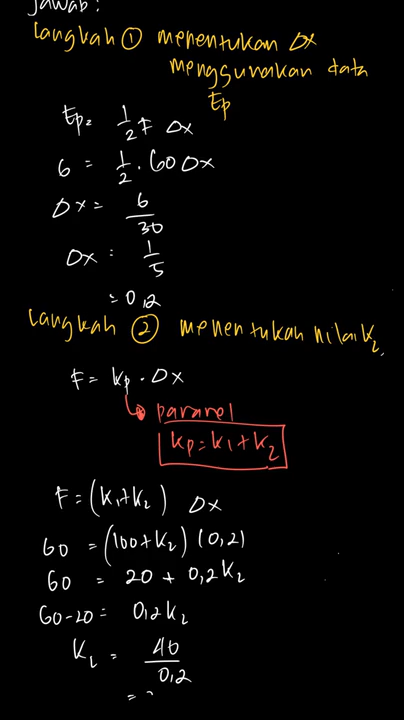 Jawab:
Langkah ① menentukan Δx
menggunakan data
Ep
Ep = 1/2 F Δx
6 = 1/2 . 60 Δx
Δx = 6/30
Δx = 1/5
= 0,2
Langkah ② menentukan nilai k2,
F = kp . Δx
pararel
kp = k1 + k2
F = (k1 + k2) Δx
60 = (100 + k2) (0,2)
60 = 20 + 0,2 k2
60 - 20 = 0,2 k2
k2 = 40/0,2
=